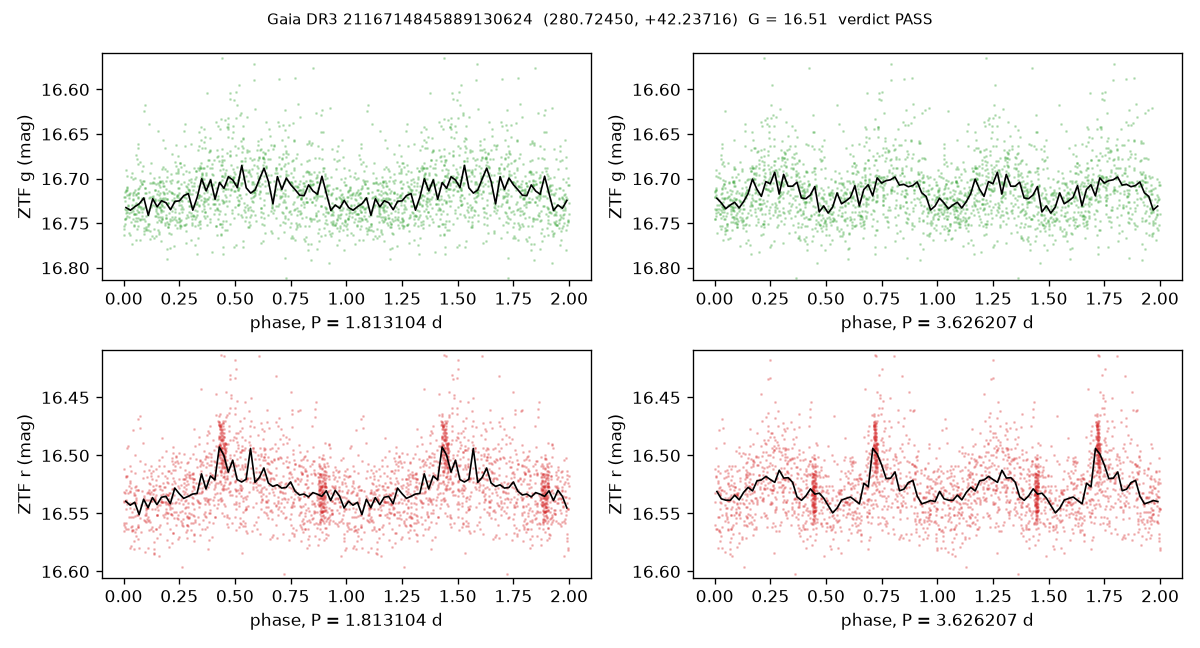 Gaia DR3 2116714845889130624  (280.72450, +42.23716)  G = 16.51  verdict PASS
ZTF g (mag)
16.60
16.65
16.70
16.75
16.80
0.00 0.25 0.50 0.75 1.00 1.25 1.50 1.75 2.00
phase, P = 1.813104 d
ZTF g (mag)
16.60
16.65
16.70
16.75
16.80
0.00 0.25 0.50 0.75 1.00 1.25 1.50 1.75 2.00
phase, P = 3.626207 d
ZTF r (mag)
16.45
16.50
16.55
16.60
0.00 0.25 0.50 0.75 1.00 1.25 1.50 1.75 2.00
phase, P = 1.813104 d
ZTF r (mag)
16.45
16.50
16.55
16.60
0.00 0.25 0.50 0.75 1.00 1.25 1.50 1.75 2.00
phase, P = 3.626207 d